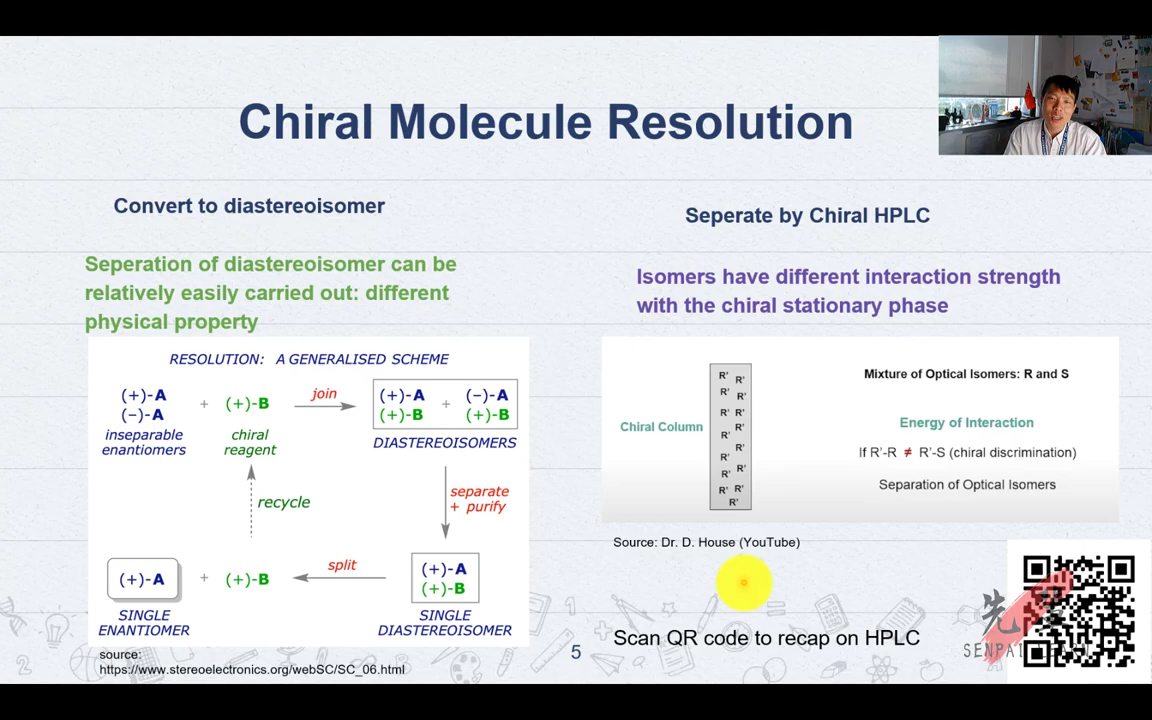 Chiral Molecule Resolution
Convert to diastereoisomer
Seperation of diastereoisomer can be
relatively easily carried out: different
physical property
RESOLUTION: A GENERALISED SCHEME
(+)-A
(−)-A
inseparable
enantiomers
+
(+)-B
chiral
reagent
join
(+)-A + (−)-A
(+)-B (+)-B
DIASTEREOISOMERS
recycle
separate
+ purify
(+)-A
+
(+)-B
split
(+)-A
(+)-B
SINGLE
ENANTIOMER
SINGLE
DIASTEREOISOMER
source:
https://www.stereoelectronics.org/webSC/SC_06.html
5
Seperate by Chiral HPLC
Isomers have different interaction strength
with the chiral stationary phase
Chiral Column
R' R'
R' R'
R' R'
R' R'
R' R'
R' R'
R' R'
R'
Mixture of Optical Isomers: R and S
Energy of Interaction
If R'-R ≠ R'-S (chiral discrimination)
Separation of Optical Isomers
Source: Dr. D. House (YouTube)
Scan QR code to recap on HPLC
先
SENPAI LEARN